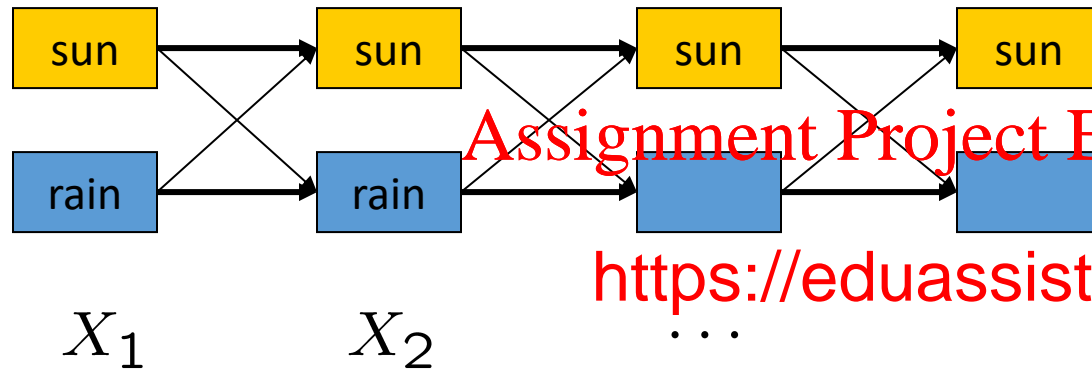 sun sun sun sun
Assignment Project E
rain rain
https://eduassist
X₁ X₂ ...